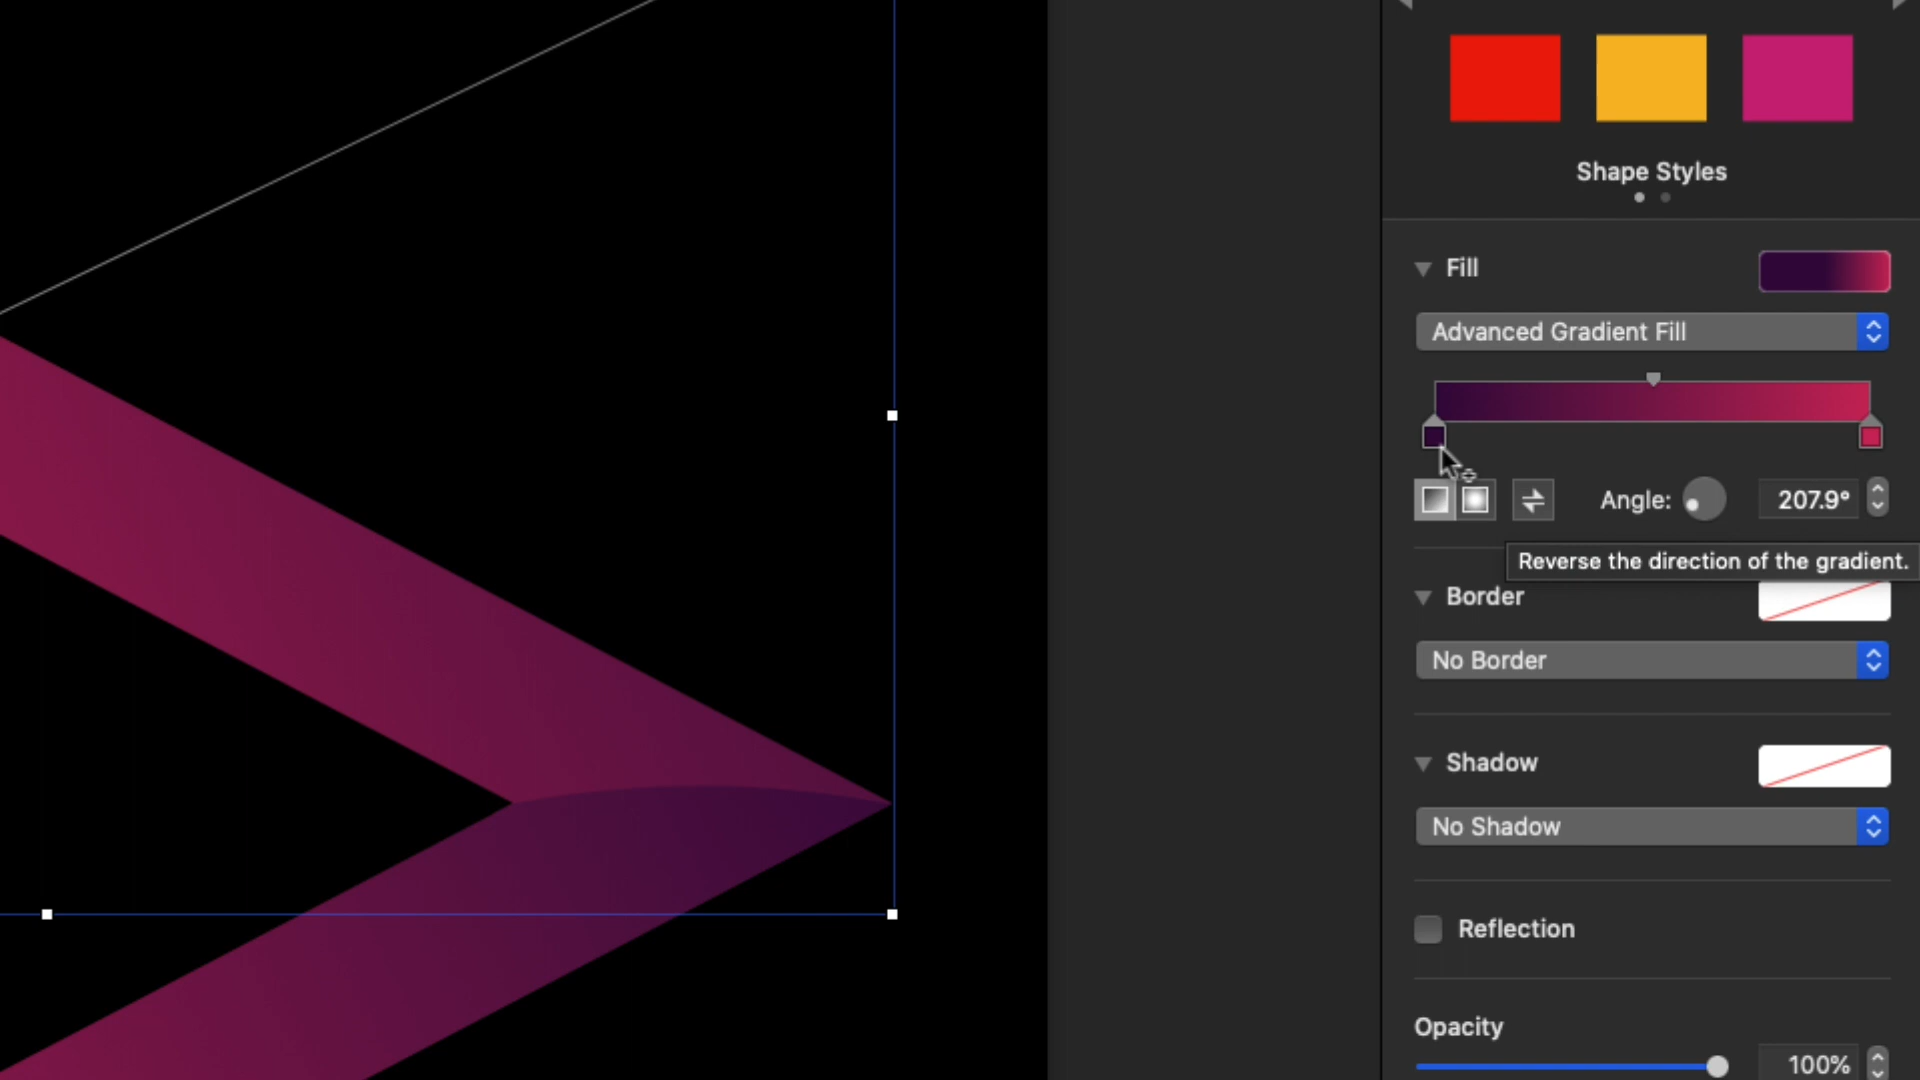 Shape Styles
Fill
Advanced Gradient Fill
Angle: 207.9°
Reverse the direction of the gradient.
Border
No Border
Shadow
No Shadow
Reflection
Opacity
100%